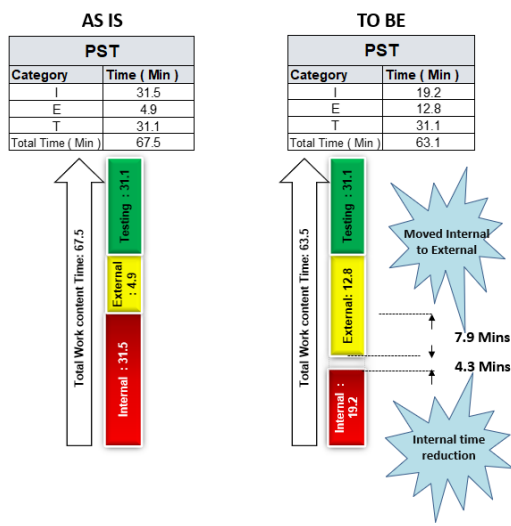 AS IS
PST
Category Time ( Min )
I 31.5
E 4.9
T 31.1
Total Time ( Min ) 67.5
Total Work content Time: 67.5
Testing : 31.1
External
: 4.9
Internal : 31.5
TO BE
PST
Category Time ( Min )
I 19.2
E 12.8
T 31.1
Total Time ( Min ) 63.1
Total Work content Time: 63.5
Testing : 31.1
External: 12.8
Internal :
19.2
Moved Internal
to External
7.9 Mins
4.3 Mins
Internal time
reduction